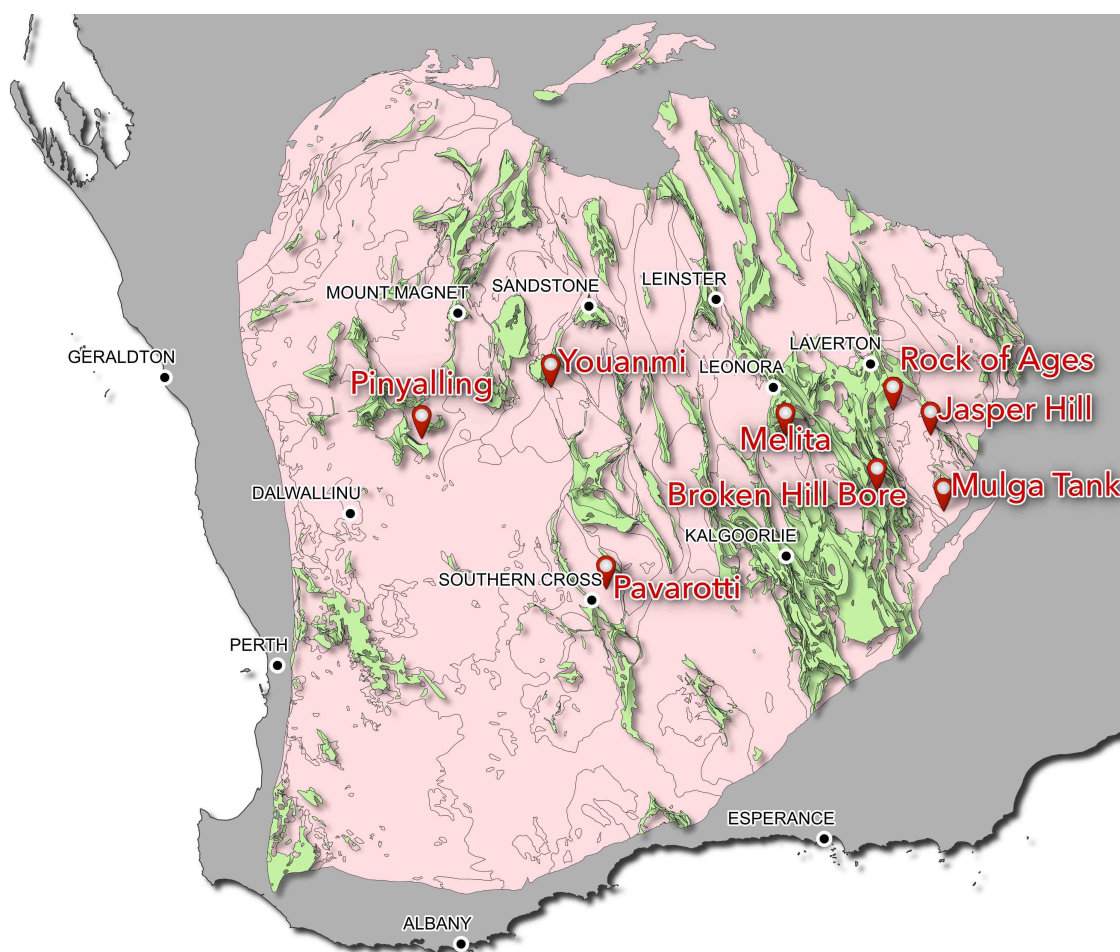 MOUNT MAGNET
SANDSTONE
LEINSTER
GERALDTON
LAVERTON
Rock of Ages
Youanmi
LEONORA
Pinyalling
Jasper Hill
Melita
DALWALLINU
Broken Hill Bore
Mulga Tank
KALGOORLIE
SOUTHERN CROSS
Pavarotti
PERTH
ESPERANCE
ALBANY